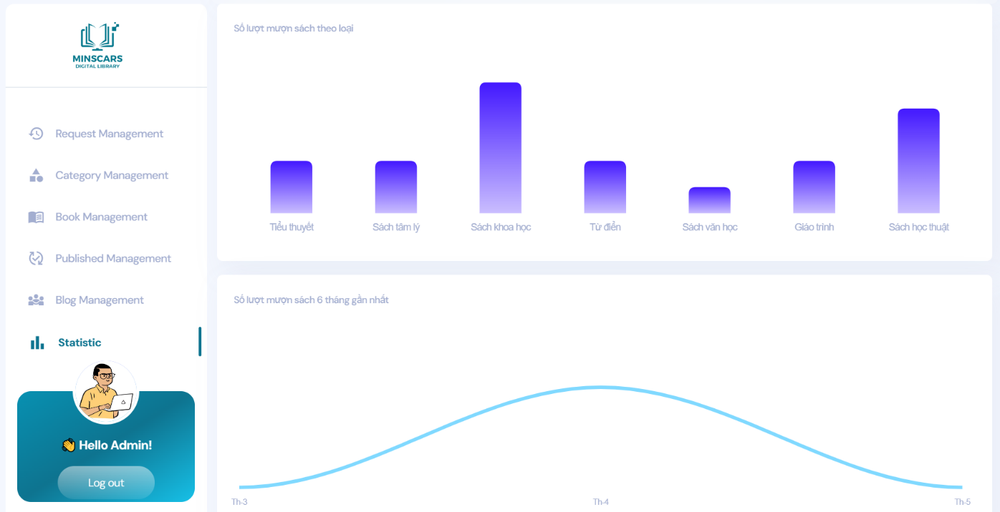 MINSCARS
DIGITAL LIBRARY
Request Management
Category Management
Book Management
Published Management
Blog Management
Statistic
👋 Hello Admin!
Log out
Số lượt mượn sách theo loại
Tiểu thuyết
Sách tâm lý
Sách khoa học
Từ điển
Sách văn học
Giáo trình
Sách học thuật
Số lượt mượn sách 6 tháng gần nhất
Th-3
Th-4
Th-5